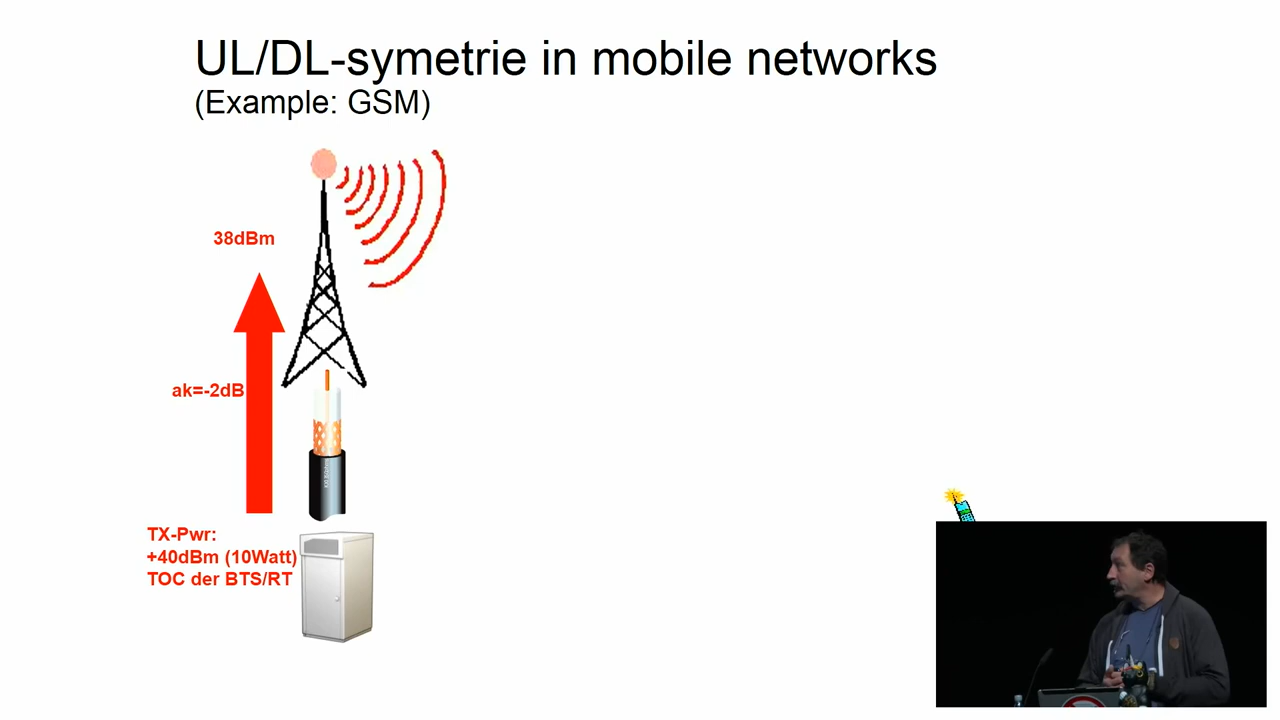 UL/DL-symetrie in mobile networks
(Example: GSM)
38dBm
ak=-2dB
TX-Pwr:
+40dBm (10Watt)
TOC der BTS/RT